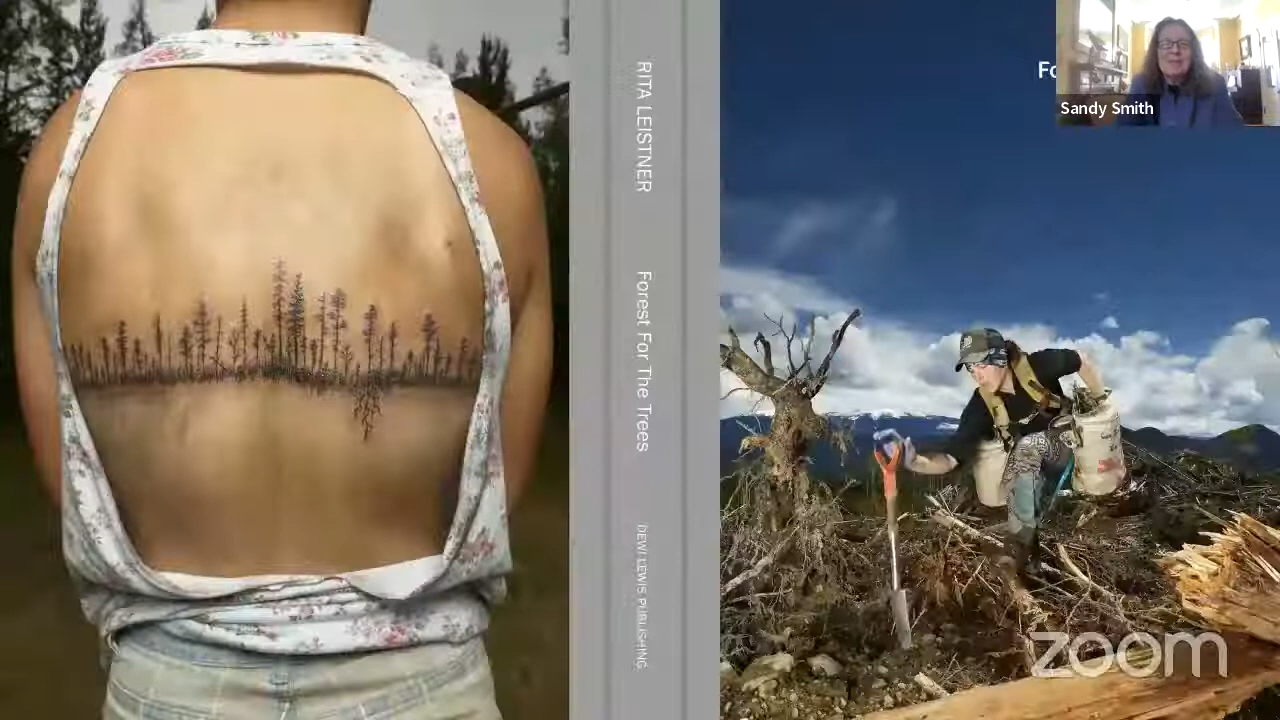 RITA LEISTNER
Forest For The Trees
DEWI LEWIS PUBLISHING
Fo
Sandy Smith
zoom